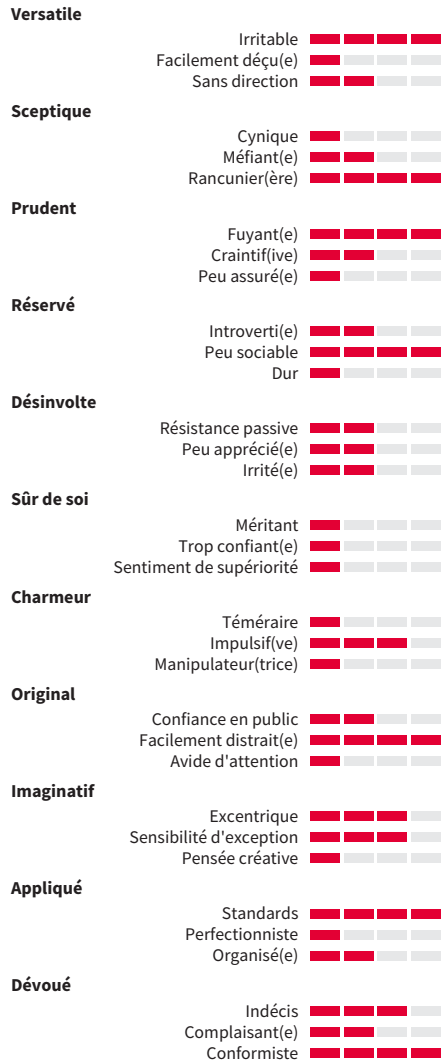 Versatile
Irritable
Facilement déçu(e)
Sans direction
Sceptique
Cynique
Méfiant(e)
Rancunier(ère)
Prudent
Fuyant(e)
Craintif(ive)
Peu assuré(e)
Réservé
Introverti(e)
Peu sociable
Dur
Désinvolte
Résistance passive
Peu apprécié(e)
Irrité(e)
Sûr de soi
Méritant
Trop confiant(e)
Sentiment de supériorité
Charmeur
Téméraire
Impulsif(ve)
Manipulateur(trice)
Original
Confiance en public
Facilement distrait(e)
Avide d'attention
Imaginatif
Excentrique
Sensibilité d'exception
Pensée créative
Appliqué
Standards
Perfectionniste
Organisé(e)
Dévoué
Indécis
Complaisant(e)
Conformiste